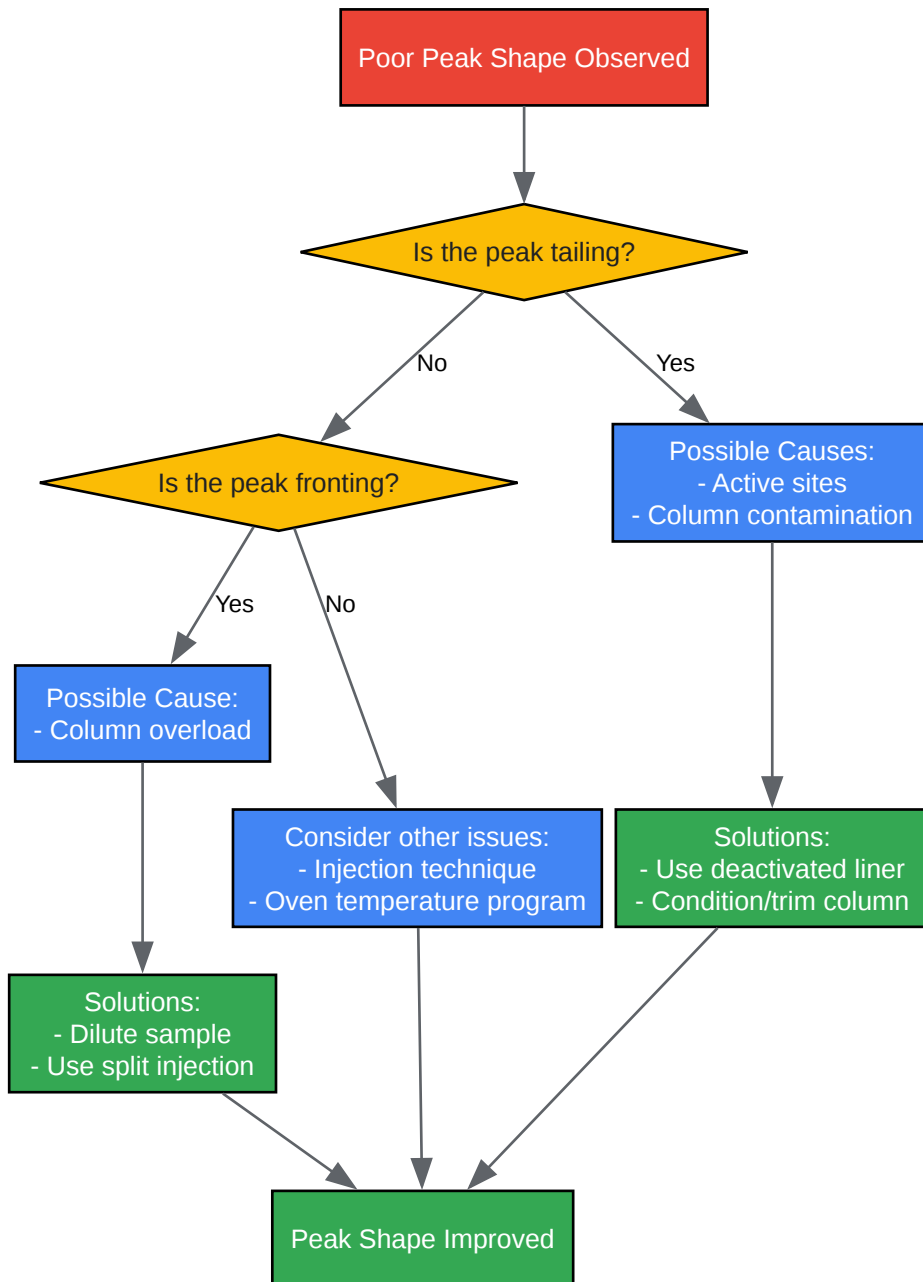 Poor Peak Shape Observed
Is the peak tailing?
No
Yes
Possible Causes:
- Active sites
- Column contamination
Is the peak fronting?
Yes
No
Possible Cause:
- Column overload
Consider other issues:
- Injection technique
- Oven temperature program
Solutions:
- Use deactivated liner
- Condition/trim column
Solutions:
- Dilute sample
- Use split injection
Peak Shape Improved